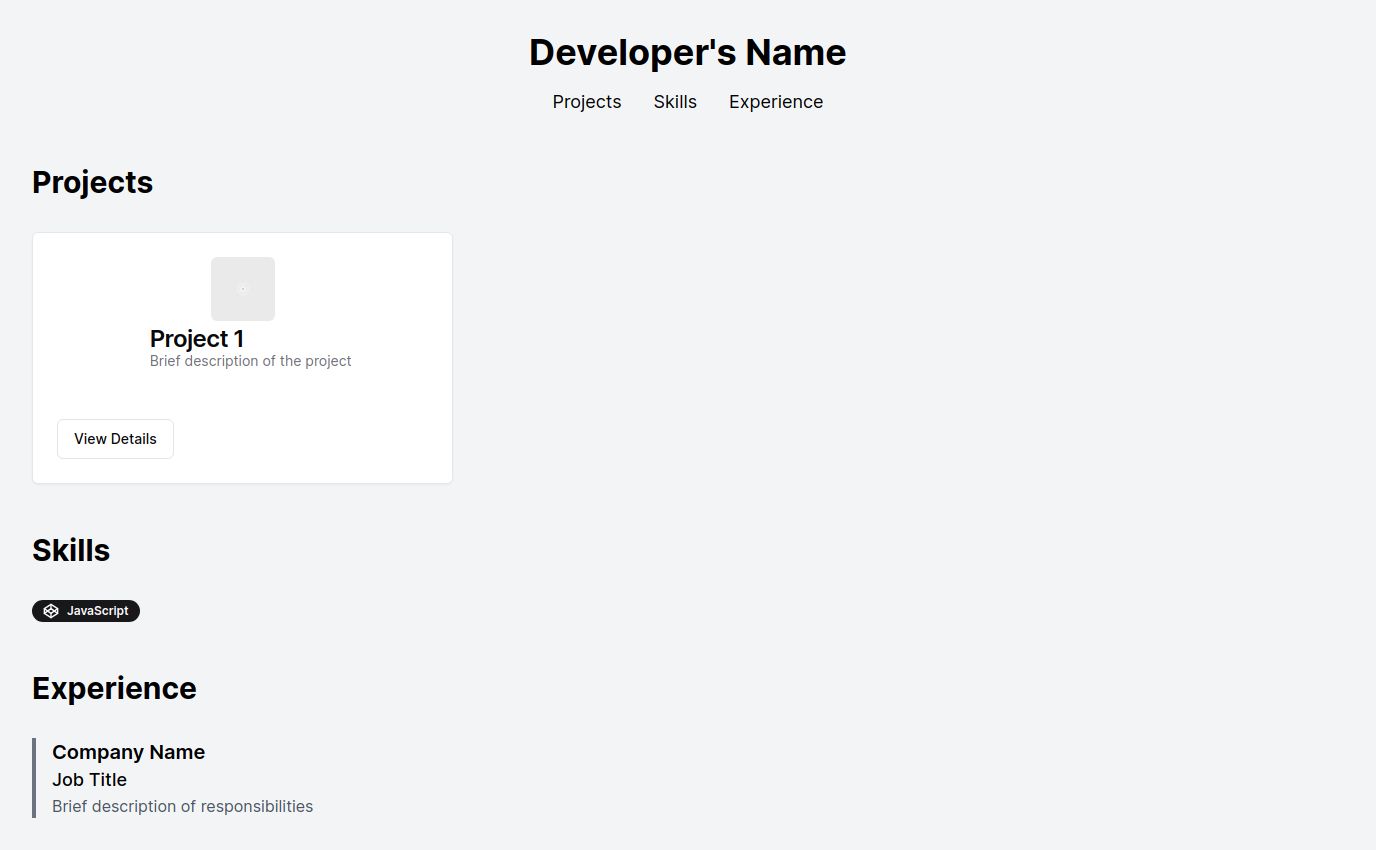 Developer's Name
Projects Skills Experience
Projects
Project 1
Brief description of the project
View Details
Skills
JavaScript
Experience
Company Name
Job Title
Brief description of responsibilities